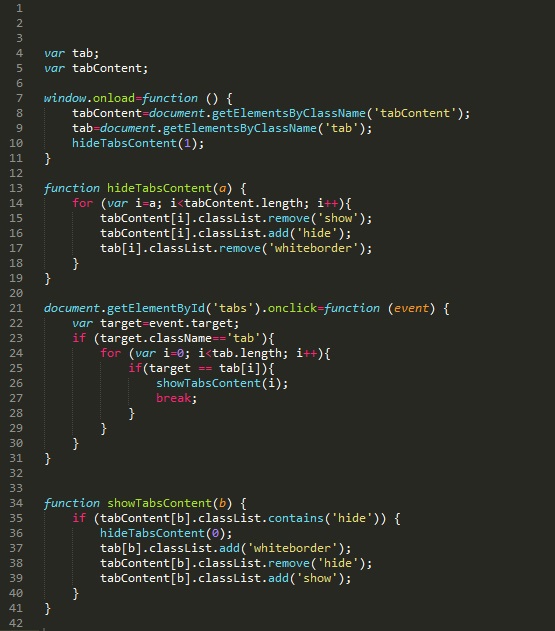 1
2
3
4 var tab;
5 var tabContent;
6
7 window.onload=function () {
8     tabContent=document.getElementsByClassName('tabContent');
9     tab=document.getElementsByClassName('tab');
10     hideTabsContent(1);
11 }
12
13 function hideTabsContent(a) {
14     for (var i=a; i<tabContent.length; i++){
15         tabContent[i].classList.remove('show');
16         tabContent[i].classList.add('hide');
17         tab[i].classList.remove('whiteborder');
18     }
19 }
20
21 document.getElementById('tabs').onclick=function (event) {
22     var target=event.target;
23     if (target.className=='tab'){
24         for (var i=0; i<tab.length; i++){
25             if(target == tab[i]){
26                 showTabsContent(i);
27                 break;
28             }
29         }
30     }
31 }
32
33
34 function showTabsContent(b) {
35     if (tabContent[b].classList.contains('hide')) {
36         hideTabsContent(0);
37         tab[b].classList.add('whiteborder');
38         tabContent[b].classList.remove('hide');
39         tabContent[b].classList.add('show');
40     }
41 }
42